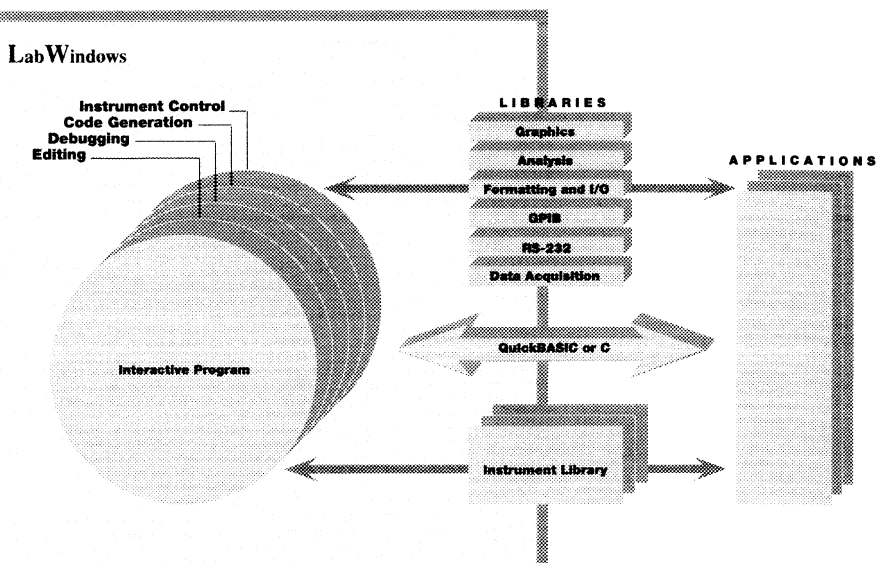 LabWindows
Instrument Control
Code Generation
Debugging
Editing
Interactive Program
LIBRARIES
Graphics
Analysis
Formatting and I/O
GPIB
RS-232
Data Acquisition
QuickBASIC or C
Instrument Library
APPLICATIONS